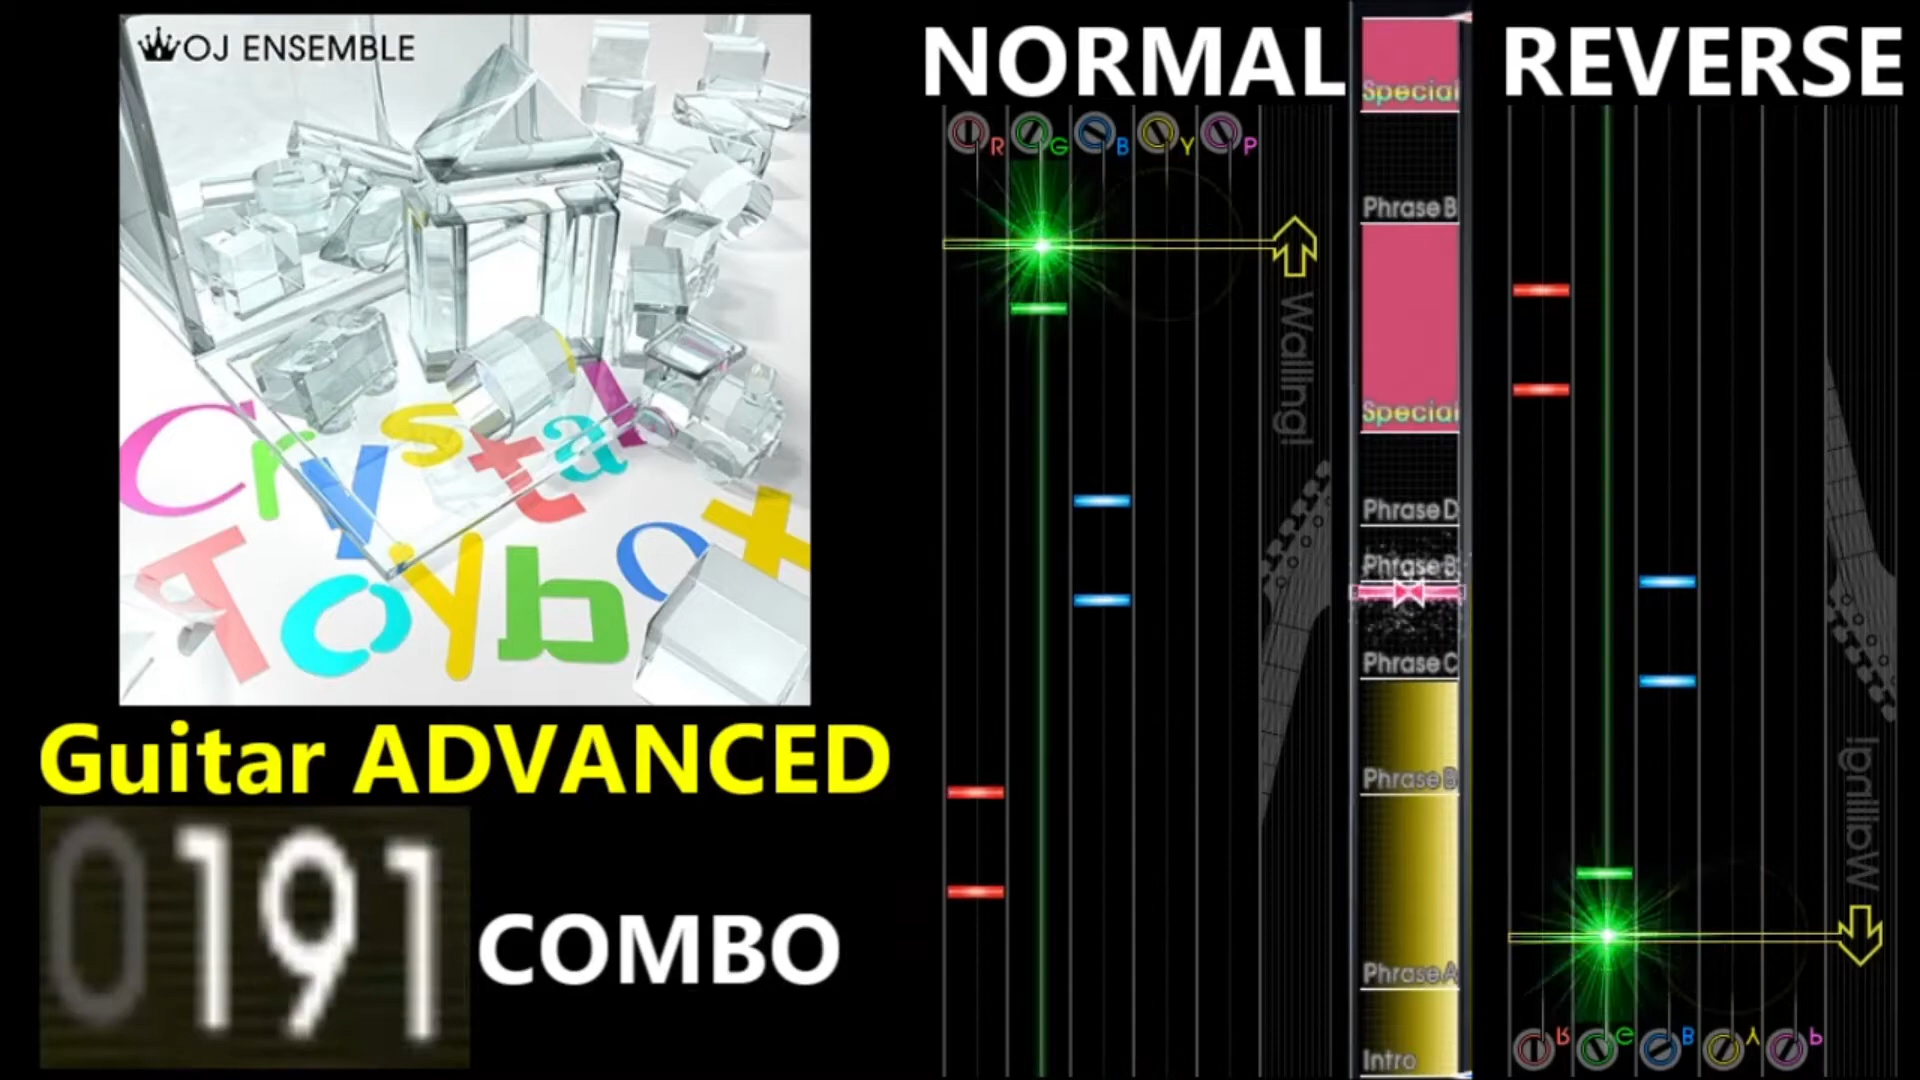 OJ ENSEMBLE
Crystal
Toybox
Guitar ADVANCED
0191
COMBO
NORMAL
R G B Y P
Wailing!
Special
Phrase B
Special
Phrase D
Phrase B
Phrase C
Phrase B
Phrase A
Intro
REVERSE
Wailing!
R G B Y P